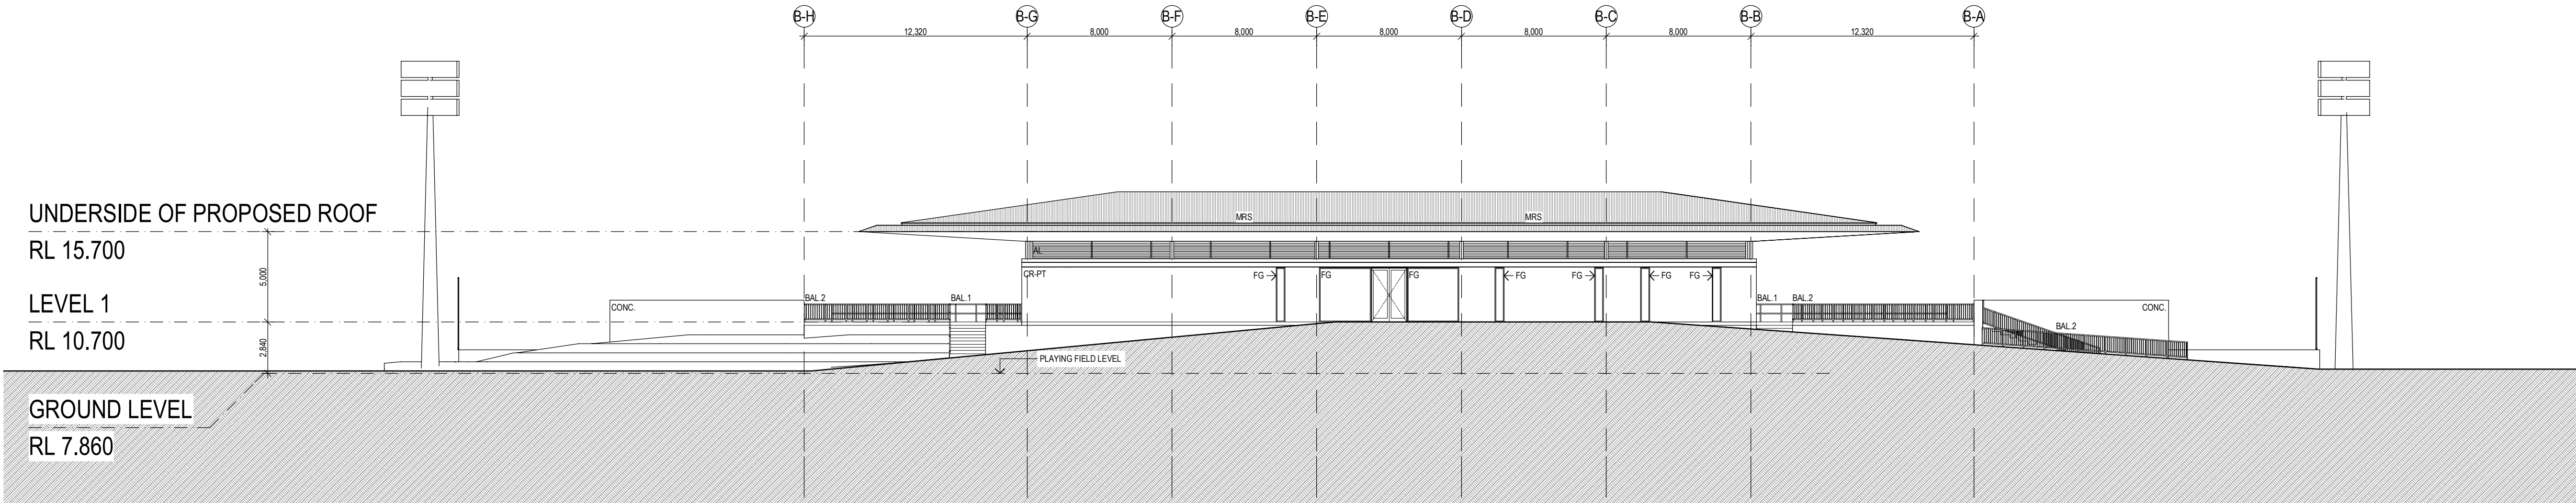 B-H B-G B-F B-E B-D B-C B-B B-A
12,320 8,000 8,000 8,000 8,000 8,000 12,320
UNDERSIDE OF PROPOSED ROOF
RL 15.700
MRS MRS
AL
5,000
CR-PT FG FG FG FG FG FG FG
LEVEL 1
RL 10.700
CONC. BAL.2 BAL.1 BAL.1 BAL.2 CONC.
BAL.2
2,840
PLAYING FIELD LEVEL
GROUND LEVEL
RL 7.860